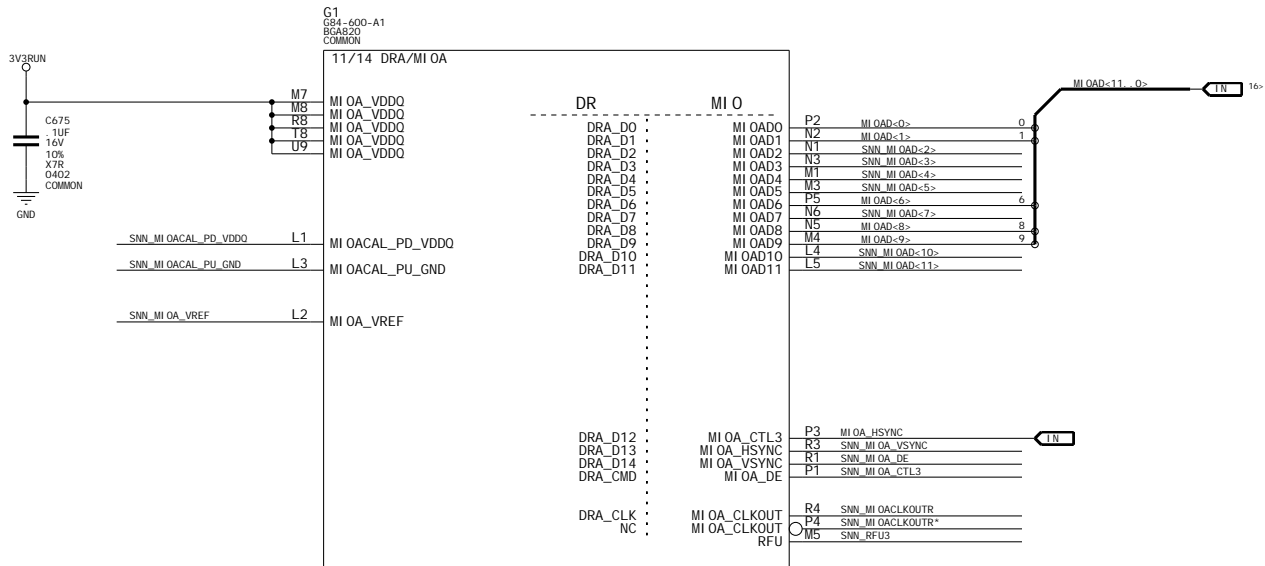 G1
G84-600-A1
BGA820
COMMON
11/14 DRA/MIOA
3V3RUN
C675
.1UF
16V
10%
X7R
0402
COMMON
GND
M7 MIOA_VDDQ
M8 MIOA_VDDQ
R8 MIOA_VDDQ
T8 MIOA_VDDQ
U9 MIOA_VDDQ
SNN_MIOACAL_PD_VDDQ L1 MIOACAL_PD_VDDQ
SNN_MIOACAL_PU_GND L3 MIOACAL_PU_GND
SNN_MIOA_VREF L2 MIOA_VREF
DR MIO
MIOAD<11..0> IN 16>
DRA_D0 MIOAD0 P2 MIOAD<0> 0
DRA_D1 MIOAD1 N2 MIOAD<1> 1
DRA_D2 MIOAD2 N1 SNN_MIOAD<2>
DRA_D3 MIOAD3 N3 SNN_MIOAD<3>
DRA_D4 MIOAD4 M1 SNN_MIOAD<4>
DRA_D5 MIOAD5 M3 SNN_MIOAD<5>
DRA_D6 MIOAD6 P5 MIOAD<6> 6
DRA_D7 MIOAD7 N6 SNN_MIOAD<7>
DRA_D8 MIOAD8 N5 MIOAD<8> 8
DRA_D9 MIOAD9 M4 MIOAD<9> 9
DRA_D10 MIOAD10 L4 SNN_MIOAD<10>
DRA_D11 MIOAD11 L5 SNN_MIOAD<11>
DRA_D12 MIOA_CTL3 P3 MIOA_HSYNC IN
DRA_D13 MIOA_HSYNC R3 SNN_MIOA_VSYNC
DRA_D14 MIOA_VSYNC R1 SNN_MIOA_DE
DRA_CMD MIOA_DE P1 SNN_MIOA_CTL3
DRA_CLK MIOA_CLKOUT R4 SNN_MIOACLKOUTR
NC MIOA_CLKOUT P4 SNN_MIOACLKOUTR*
RFU M5 SNN_RFU3